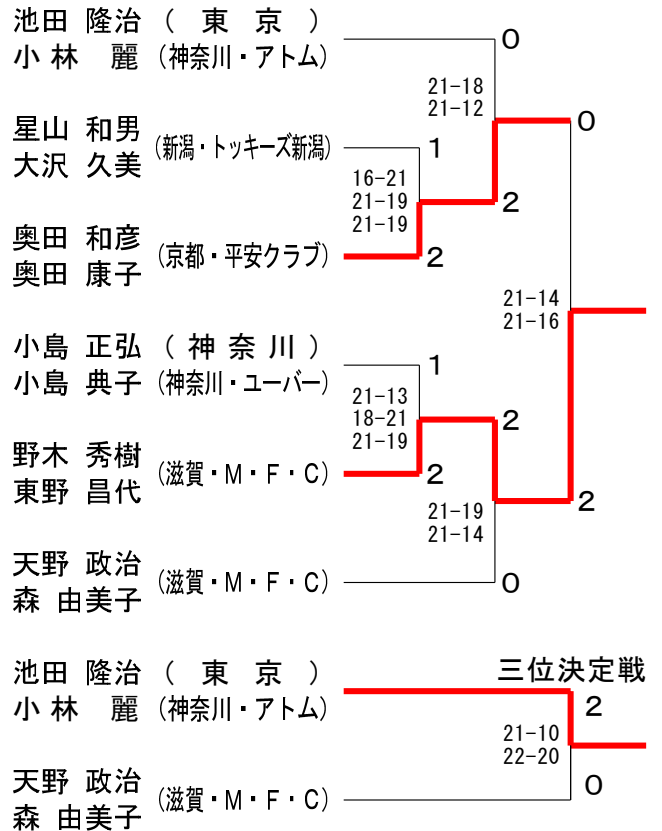 池田 隆治 ( 東 京 )
小林 麗 (神奈川・アトム)
0
21-18
21-12
0
星山 和男
大沢 久美
(新潟・トッキーズ新潟)
1
16-21
21-19
21-19
2
奥田 和彦
奥田 康子
(京都・平安クラブ)
2
21-14
21-16
小島 正弘 ( 神 奈 川 )
小島 典子 (神奈川・ユーバー)
1
21-13
18-21
21-19
2
野木 秀樹
東野 昌代
(滋賀・M・F・C)
2
2
21-19
21-14
天野 政治
森 由美子
(滋賀・M・F・C)
0
三位決定戦
池田 隆治 ( 東 京 )
小林 麗 (神奈川・アトム)
2
21-10
22-20
天野 政治
森 由美子
(滋賀・M・F・C)
0